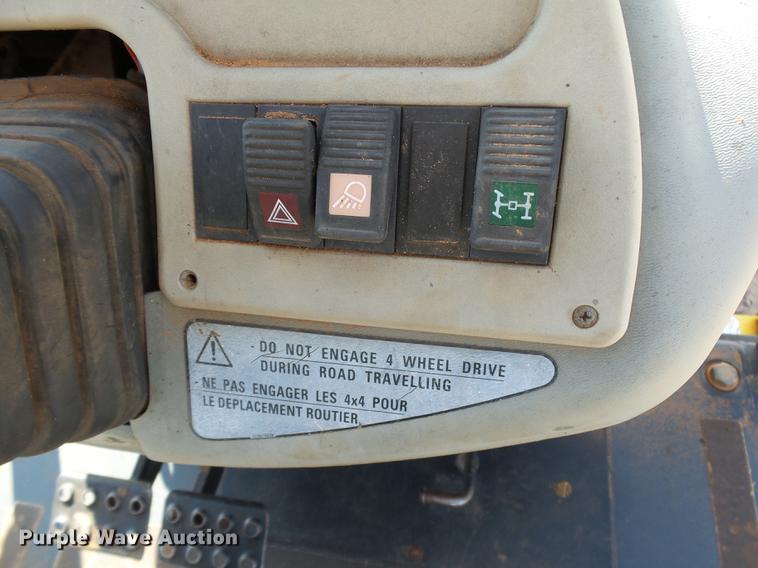 - DO NOT ENGAGE 4 WHEEL DRIVE
DURING ROAD TRAVELLING
- NE PAS ENGAGER LES 4x4 POUR
LE DEPLACEMENT ROUTIER
Purple Wave Auction